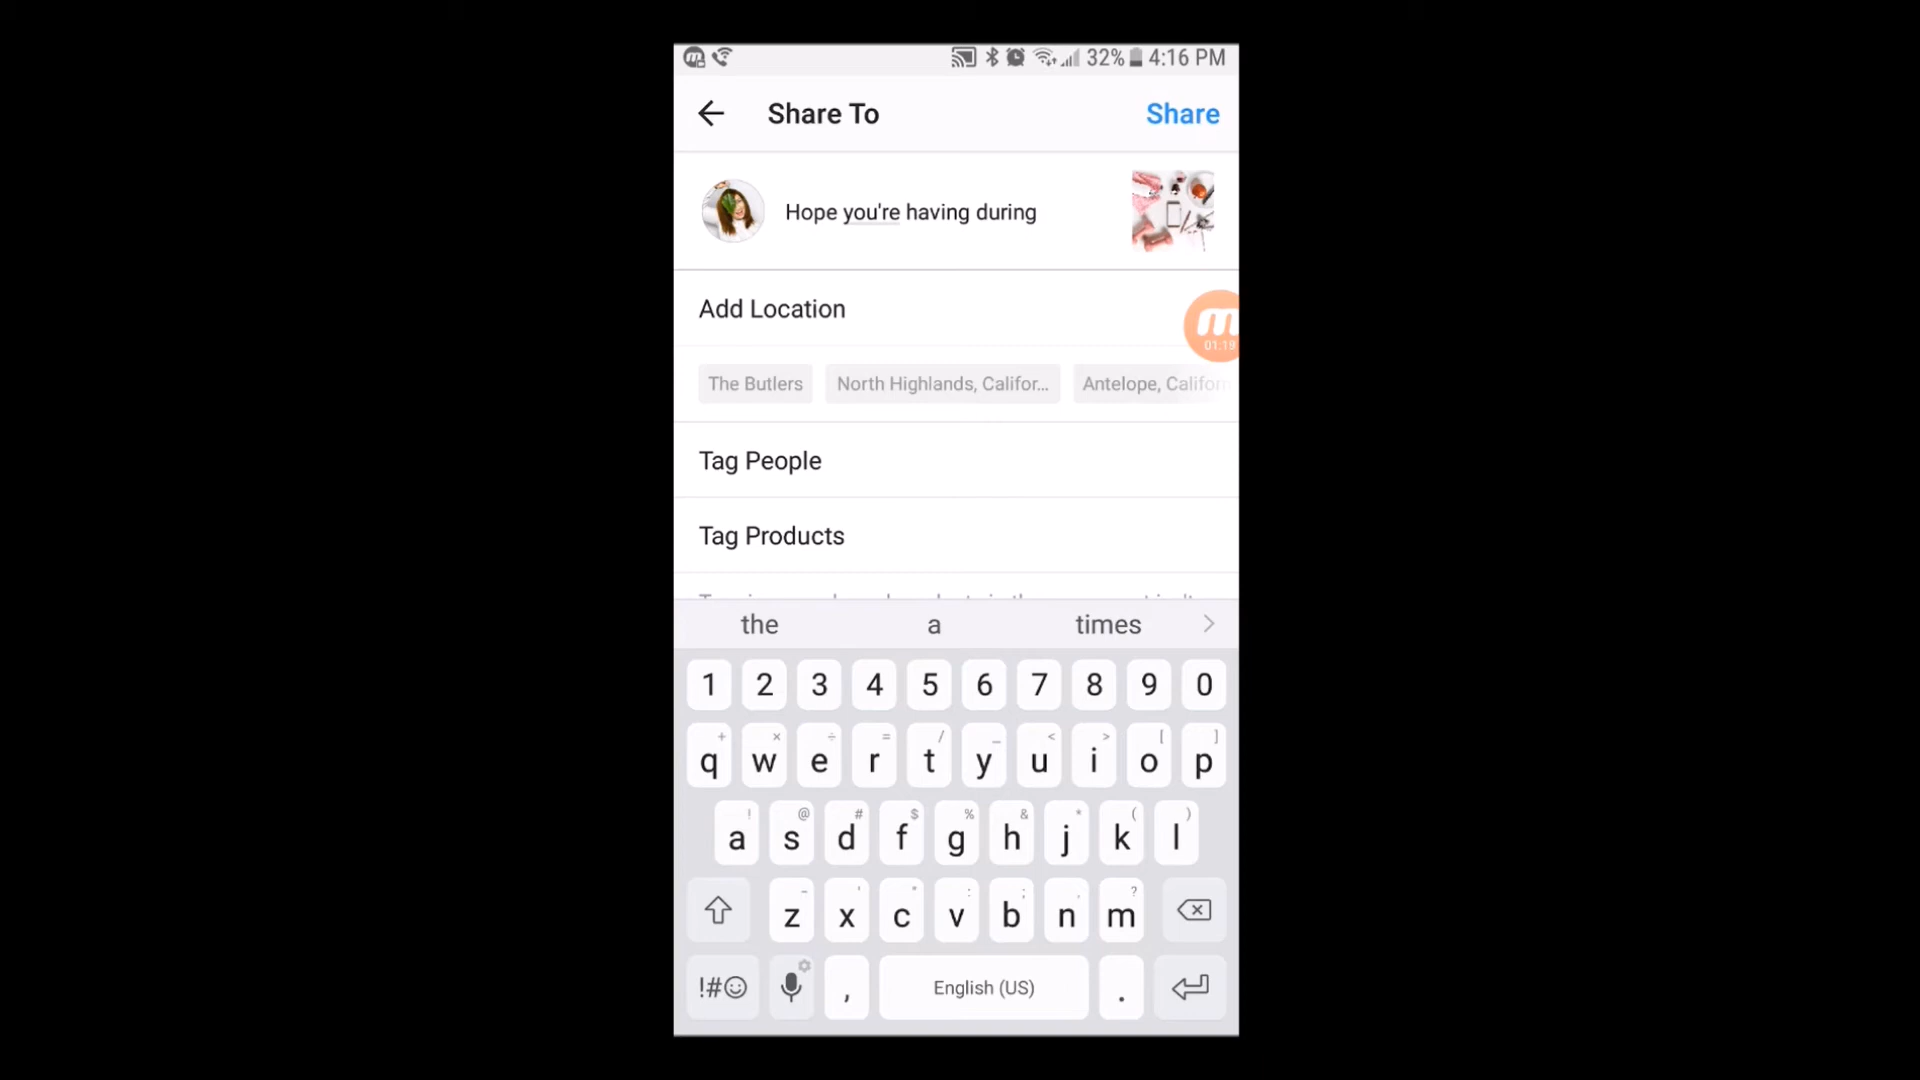 32% 4:16 PM
Share To
Share
Hope you're having during
Add Location
m
01:19
The Butlers
North Highlands, Califor...
Antelope, Californ
Tag People
Tag Products
the a times >
1 2 3 4 5 6 7 8 9 0
+ × ÷ = / _ < > [ ]
q w e r t y u i o p
! @ # $ % & * ( )
a s d f g h j k l
- ' " : ; , ?
z x c v b n m
!#☺ , English (US) .